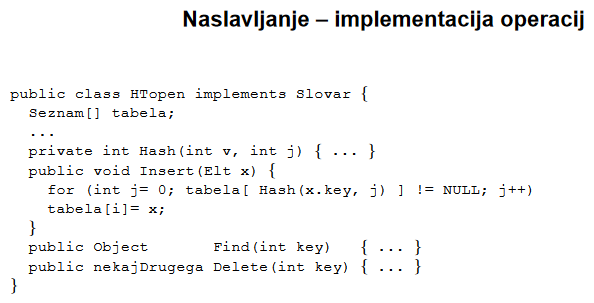 Naslavljanje – implementacija operacij
public class HTopen implements Slovar {
  Seznam[] tabela;
  ...
  private int Hash(int v, int j) { ... }
  public void Insert(Elt x) {
    for (int j= 0; tabela[ Hash(x.key, j) ] != NULL; j++)
    tabela[i]= x;
  }
  public Object       Find(int key)   { ... }
  public nekajDrugega Delete(int key) { ... }
}